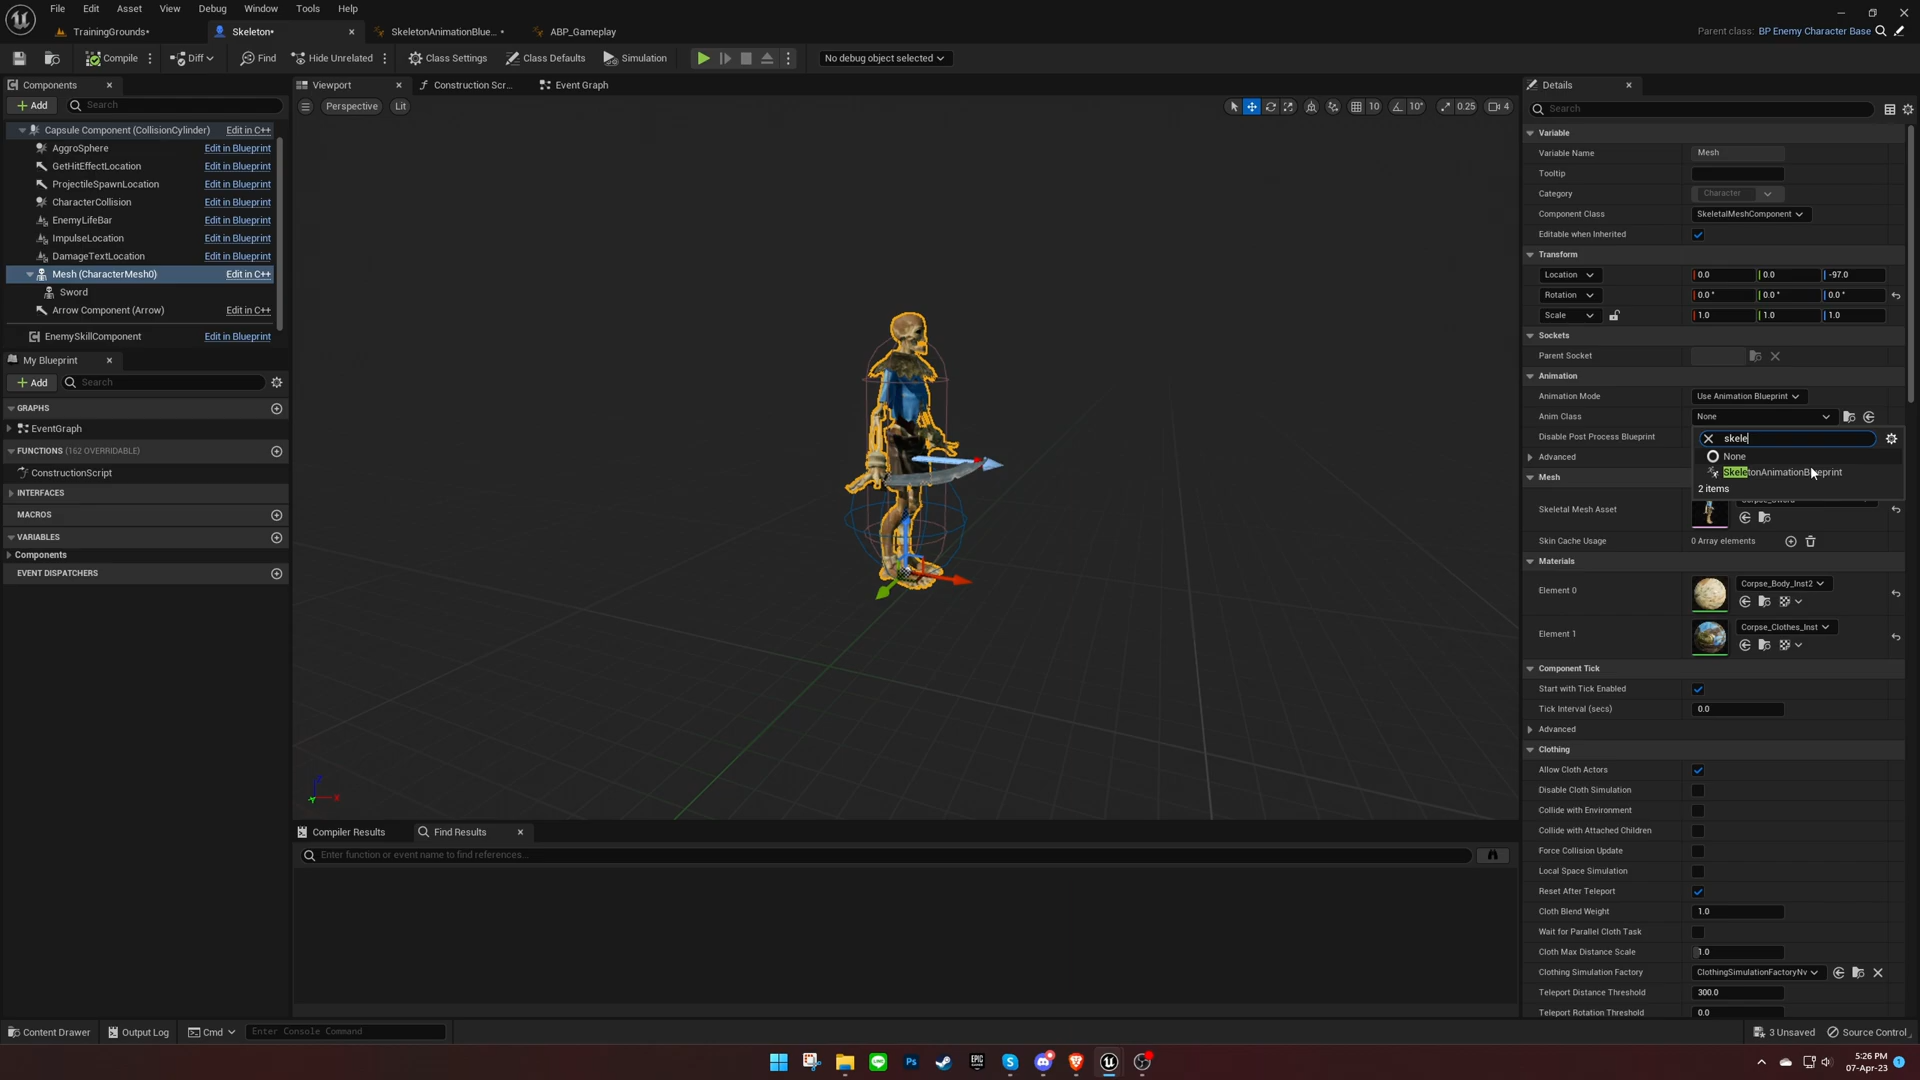 File Edit Asset View Debug Window Tools Help
TrainingGrounds• Skeleton• SkeletonAnimationBlue... • ABP_Gameplay
Parent class: BP Enemy Character Base
Compile Diff Find Hide Unrelated Class Settings Class Defaults Simulation No debug object selected
Components
Add Search
Capsule Component (CollisionCylinder) Edit in C++
AggroSphere Edit in Blueprint
GetHitEffectLocation Edit in Blueprint
ProjectileSpawnLocation Edit in Blueprint
CharacterCollision Edit in Blueprint
EnemyLifeBar Edit in Blueprint
ImpulseLocation Edit in Blueprint
DamageTextLocation Edit in Blueprint
Mesh (CharacterMesh0) Edit in C++
Sword
Arrow Component (Arrow) Edit in C++
EnemySkillComponent Edit in Blueprint
My Blueprint
Add Search
GRAPHS
EventGraph
FUNCTIONS (162 OVERRIDABLE)
ConstructionScript
INTERFACES
MACROS
VARIABLES
Components
EVENT DISPATCHERS
Viewport Construction Scr... Event Graph
Perspective Lit 10 10° 0.25 4
Compiler Results Find Results
Enter function or event name to find references...
Details
Search
Variable
Variable Name Mesh
Tooltip
Category Character
Component Class SkeletalMeshComponent
Editable when Inherited
Transform
Location 0.0 0.0 -97.0
Rotation 0.0 ° 0.0 ° 0.0 °
Scale 1.0 1.0 1.0
Sockets
Parent Socket
Animation
Animation Mode Use Animation Blueprint
Anim Class None
Disable Post Process Blueprint
skele
None
SkeletonAnimationBlueprint
2 items
Advanced
Mesh
Skeletal Mesh Asset
Skin Cache Usage 0 Array elements
Materials
Element 0 Corpse_Body_Inst2
Element 1 Corpse_Clothes_Inst
Component Tick
Start with Tick Enabled
Tick Interval (secs) 0.0
Advanced
Clothing
Allow Cloth Actors
Disable Cloth Simulation
Collide with Environment
Collide with Attached Children
Force Collision Update
Local Space Simulation
Reset After Teleport
Cloth Blend Weight 1.0
Wait for Parallel Cloth Task
Cloth Max Distance Scale 1.0
Clothing Simulation Factory ClothingSimulationFactoryNv
Teleport Distance Threshold 300.0
Teleport Rotation Threshold 0.0
Content Drawer Output Log Cmd Enter Console Command 3 Unsaved Source Control
5:26 PM
07-Apr-23